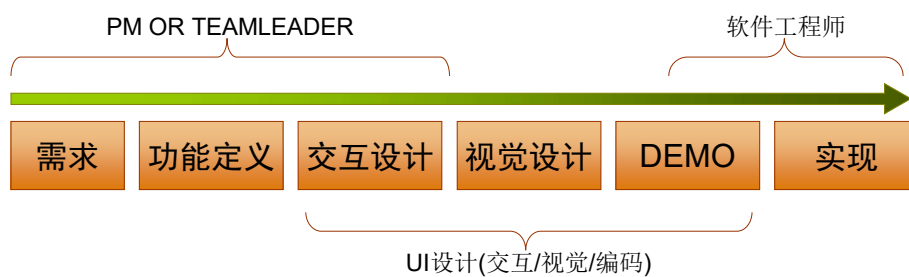 PM OR TEAMLEADER
软件工程师
需求
功能定义
交互设计
视觉设计
DEMO
实现
UI设计(交互/视觉/编码)